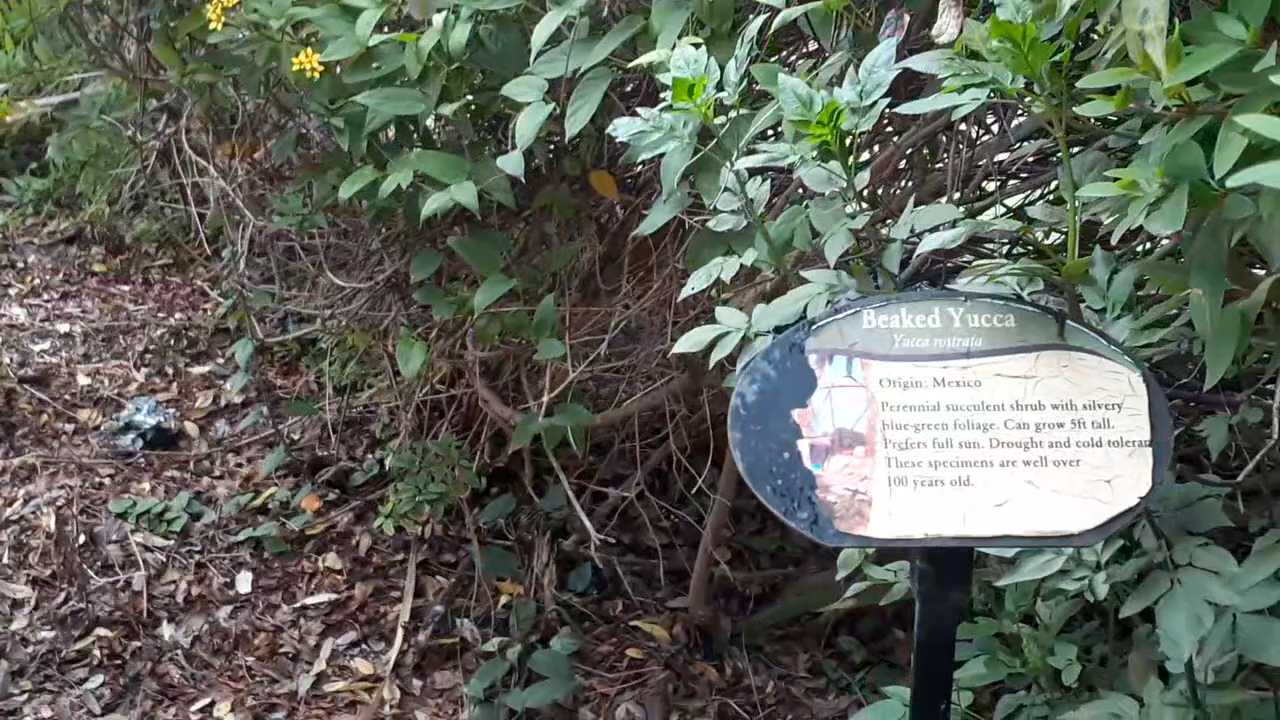 Beaked Yucca
Yucca rostrata
Origin: Mexico
Perennial succulent shrub with silvery
blue-green foliage. Can grow 5ft tall.
Prefers full sun. Drought and cold toleran
These specimens are well over
100 years old.